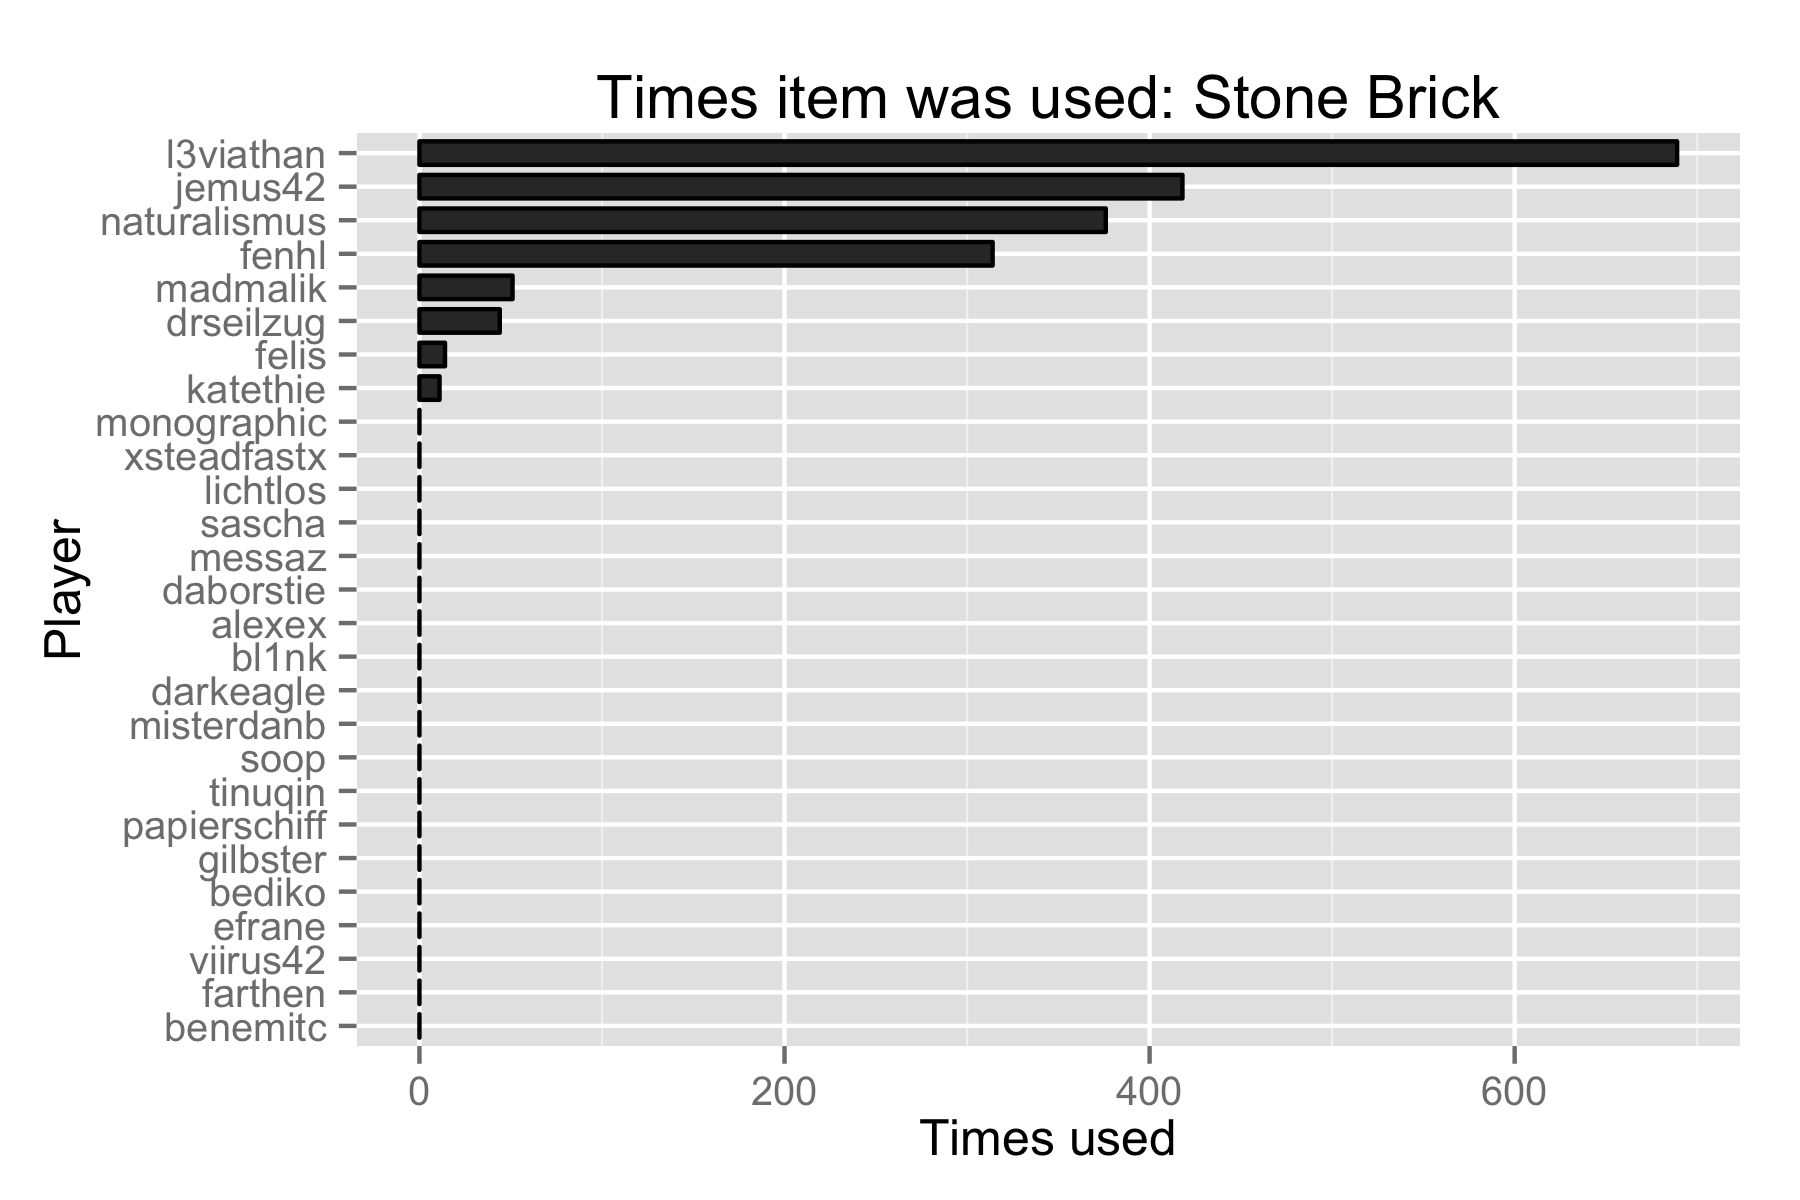 Times item was used: Stone Brick
l3viathan
jemus42
naturalismus
fenhl
madmalik
drseilzug
felis
katethie
monographic
xsteadfastx
lichtlos
sascha
messaz
daborstie
alexex
bl1nk
darkeagle
misterdanb
soop
tinuqin
papierschiff
gilbster
bediko
efrane
viirus42
farthen
benemitc
Player
0 200 400 600
Times used